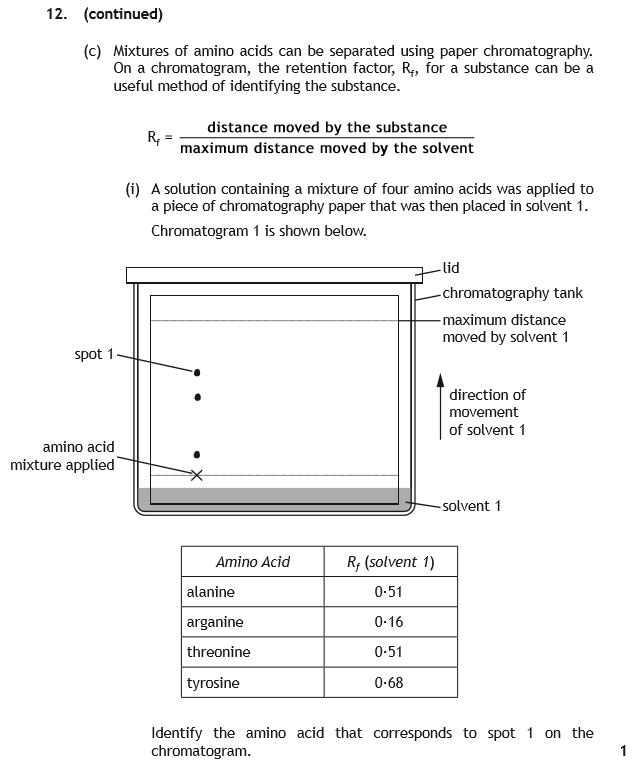 12. (continued)
(c) Mixtures of amino acids can be separated using paper chromatography.
On a chromatogram, the retention factor, Rf, for a substance can be a
useful method of identifying the substance.
Rf = distance moved by the substance
maximum distance moved by the solvent
(i) A solution containing a mixture of four amino acids was applied to
a piece of chromatography paper that was then placed in solvent 1.
Chromatogram 1 is shown below.
lid
chromatography tank
maximum distance
moved by solvent 1
spot 1
direction of
movement
of solvent 1
amino acid
mixture applied
solvent 1
Amino Acid Rf (solvent 1)
alanine 0·51
arganine 0·16
threonine 0·51
tyrosine 0·68
Identify the amino acid that corresponds to spot 1 on the
chromatogram. 1